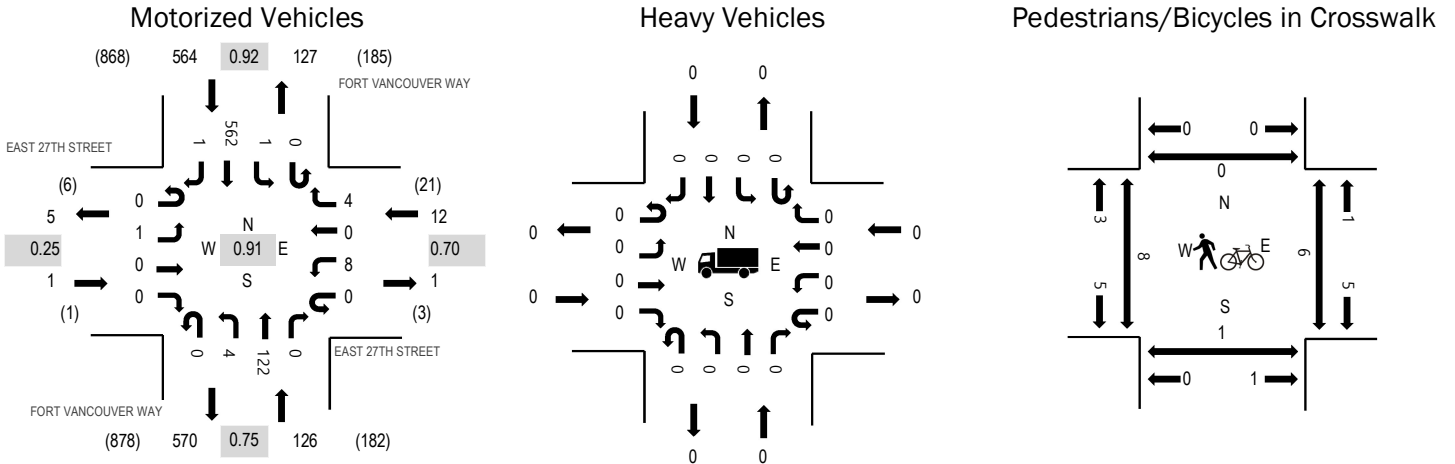 Motorized Vehicles
(868) 564 0.92 127 (185)
FORT VANCOUVER WAY
1 562 1 0
EAST 27TH STREET
(6) 0 4 (21)
5 1 0 12
0.25 N W 0.91 E S 0.70
1 0 8 1
(1) 0 0 (3)
0 4 122 0
EAST 27TH STREET
FORT VANCOUVER WAY
(878) 570 0.75 126 (182)
Heavy Vehicles
0 0
0 0 0 0
0 0
0 0 0 0
N
W E
S
0 0 0 0
0 0
0 0 0 0
0 0
Pedestrians/Bicycles in Crosswalk
0 0
0
3 N 1
8 W E 6
5 S 5
1
0 1